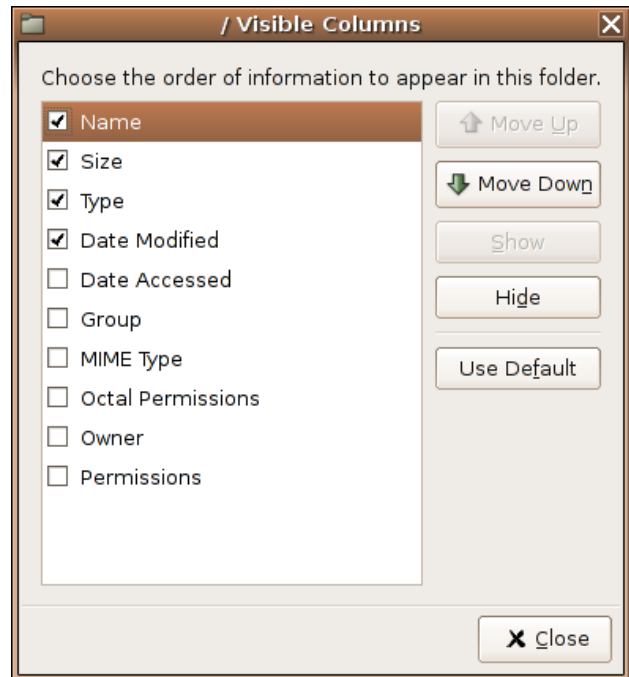 / Visible Columns
Choose the order of information to appear in this folder.
Name
Size
Type
Date Modified
Date Accessed
Group
MIME Type
Octal Permissions
Owner
Permissions
Move Up
Move Down
Show
Hide
Use Default
Close